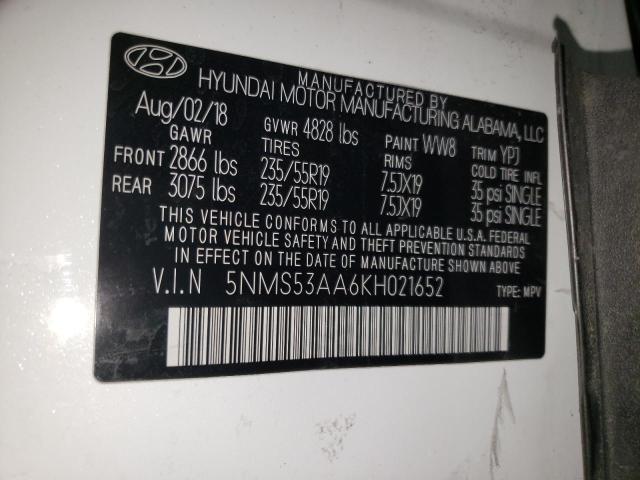 MANUFACTURED BY
HYUNDAI MOTOR MANUFACTURING ALABAMA, LLC
Aug/02/18 GVWR 4828 lbs PAINT WW8 TRIM YPJ
GAWR TIRES RIMS COLD TIRE INFL
FRONT 2866 lbs 235/55R19 7.5JX19 35 psi SINGLE
REAR 3075 lbs 235/55R19 7.5JX19 35 psi SINGLE
THIS VEHICLE CONFORMS TO ALL APPLICABLE U.S.A. FEDERAL
MOTOR VEHICLE SAFETY AND THEFT PREVENTION STANDARDS
IN EFFECT ON THE DATE OF MANUFACTURE SHOWN ABOVE.
V.I.N 5NMS53AA6KH021652 TYPE: MPV